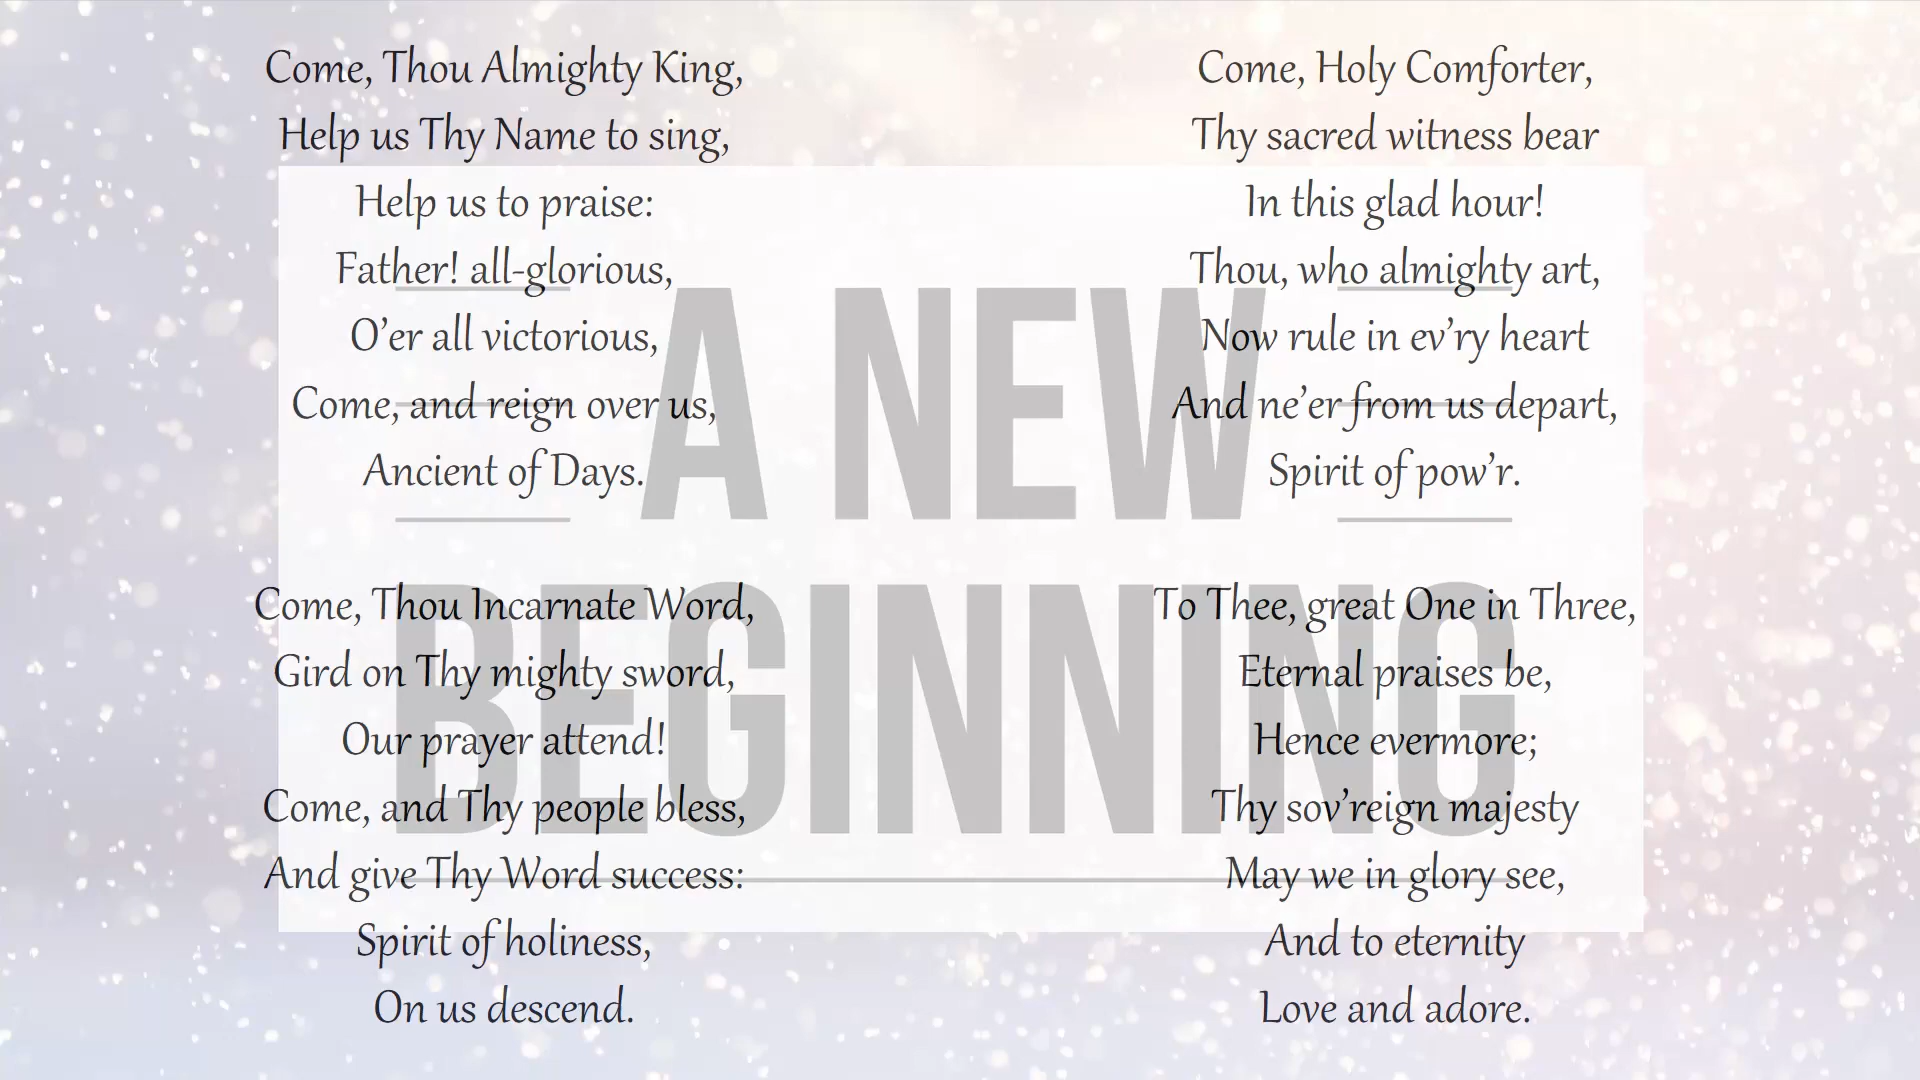 Come, Thou Almighty King,
Help us Thy Name to sing,
Help us to praise:
Father! all-glorious,
O’er all victorious,
Come, and reign over us,
Ancient of Days.
Come, Thou Incarnate Word,
Gird on Thy mighty sword,
Our prayer attend!
Come, and Thy people bless,
And give Thy Word success:
Spirit of holiness,
On us descend.
Come, Holy Comforter,
Thy sacred witness bear
In this glad hour!
Thou, who almighty art,
Now rule in ev’ry heart
And ne’er from us depart,
Spirit of pow’r.
To Thee, great One in Three,
Eternal praises be,
Hence evermore;
Thy sov’reign majesty
May we in glory see,
And to eternity
Love and adore.
A NEW
BEGINNING